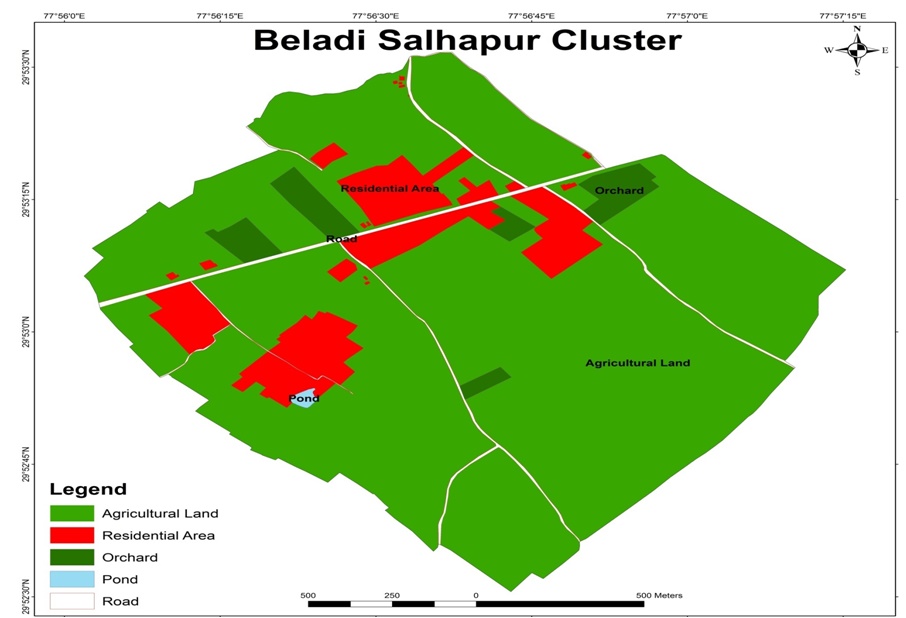 77°56'0"E 77°56'15"E 77°56'30"E 77°56'45"E 77°57'0"E 77°57'15"E
Beladi Salhapur Cluster
N
W E
S
29°53'30"N
29°53'15"N
29°53'0"N
29°52'45"N
29°52'30"N
Residential Area
Orchard
Road
Agricultural Land
Pond
Legend
Agricultural Land
Residential Area
Orchard
Pond
Road
500 250 0 500 Meters